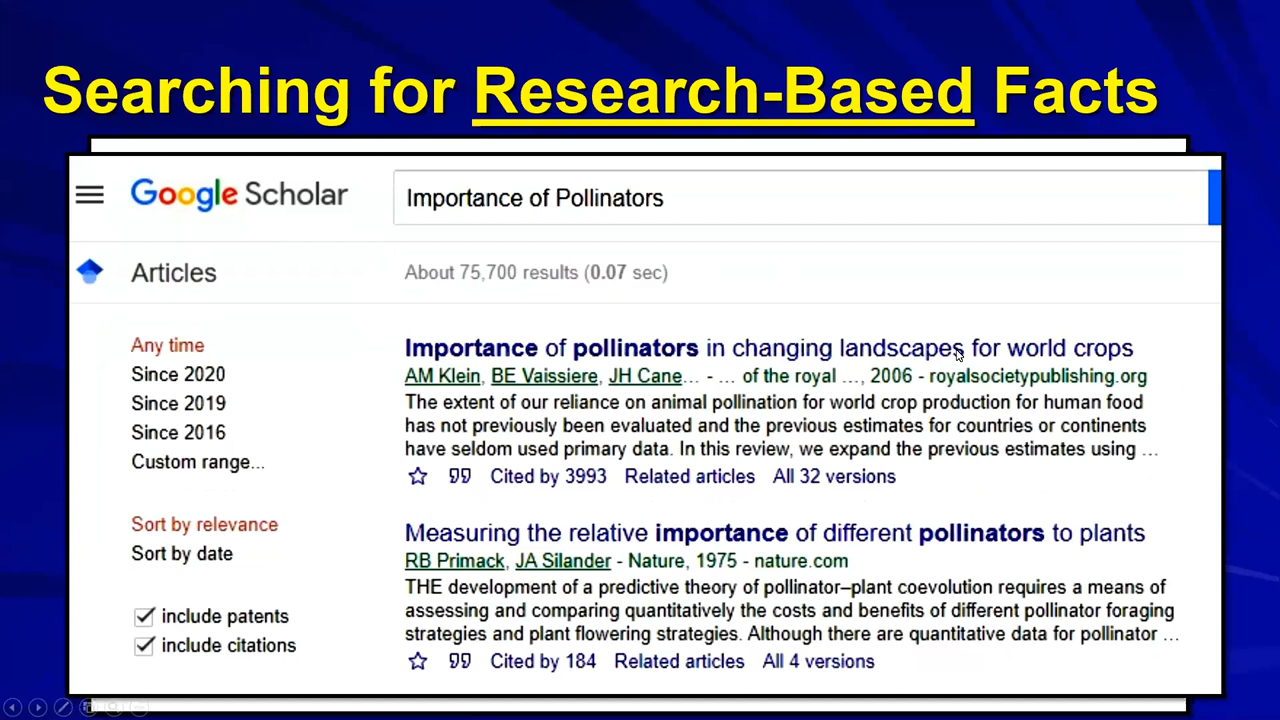 Searching for Research-Based Facts
Google Scholar
Importance of Pollinators
Articles
About 75,700 results (0.07 sec)
Any time
Since 2020
Since 2019
Since 2016
Custom range...
Sort by relevance
Sort by date
include patents
include citations
Importance of pollinators in changing landscapes for world crops
AM Klein, BE Vaissiere, JH Cane... - ... of the royal ..., 2006 - royalsocietypublishing.org
The extent of our reliance on animal pollination for world crop production for human food
has not previously been evaluated and the previous estimates for countries or continents
have seldom used primary data. In this review, we expand the previous estimates using ...
Cited by 3993 Related articles All 32 versions
Measuring the relative importance of different pollinators to plants
RB Primack, JA Silander - Nature, 1975 - nature.com
THE development of a predictive theory of pollinator–plant coevolution requires a means of
assessing and comparing quantitatively the costs and benefits of different pollinator foraging
strategies and plant flowering strategies. Although there are quantitative data for pollinator ...
Cited by 184 Related articles All 4 versions